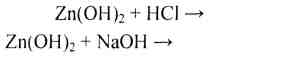 Zn(OH)₂ + HCl →
Zn(OH)₂ + NaOH →